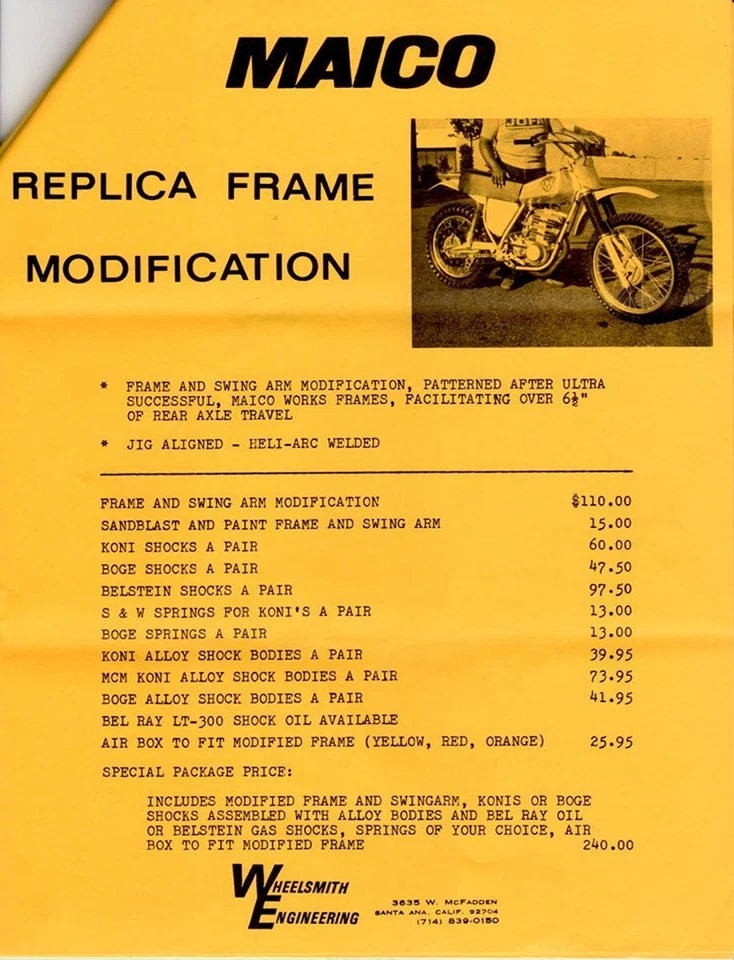 MAICO
REPLICA FRAME
MODIFICATION
JOFA
* FRAME AND SWING ARM MODIFICATION, PATTERNED AFTER ULTRA
SUCCESSFUL, MAICO WORKS FRAMES, FACILITATING OVER 6½"
OF REAR AXLE TRAVEL
* JIG ALIGNED - HELI-ARC WELDED
FRAME AND SWING ARM MODIFICATION $110.00
SANDBLAST AND PAINT FRAME AND SWING ARM 15.00
KONI SHOCKS A PAIR 60.00
BOGE SHOCKS A PAIR 47.50
BELSTEIN SHOCKS A PAIR 97.50
S & W SPRINGS FOR KONI'S A PAIR 13.00
BOGE SPRINGS A PAIR 13.00
KONI ALLOY SHOCK BODIES A PAIR 39.95
MCM KONI ALLOY SHOCK BODIES A PAIR 73.95
BOGE ALLOY SHOCK BODIES A PAIR 41.95
BEL RAY LT-300 SHOCK OIL AVAILABLE
AIR BOX TO FIT MODIFIED FRAME (YELLOW, RED, ORANGE) 25.95
SPECIAL PACKAGE PRICE:
INCLUDES MODIFIED FRAME AND SWINGARM, KONIS OR BOGE
SHOCKS ASSEMBLED WITH ALLOY BODIES AND BEL RAY OIL
OR BELSTEIN GAS SHOCKS, SPRINGS OF YOUR CHOICE, AIR
BOX TO FIT MODIFIED FRAME 240.00
WHEELSMITH
ENGINEERING
3635 W. McFADDEN
SANTA ANA, CALIF. 92704
(714) 839-0150